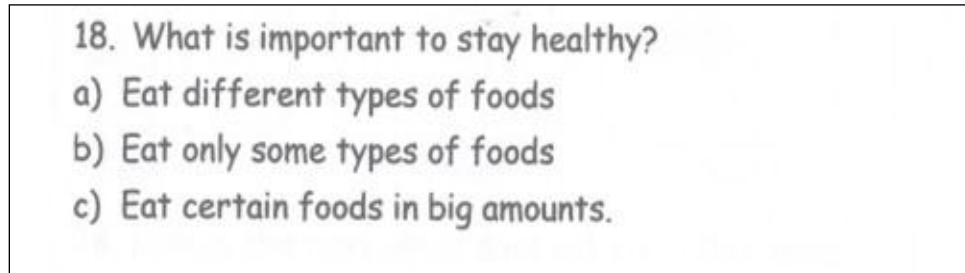 18. What is important to stay healthy?
a) Eat different types of foods
b) Eat only some types of foods
c) Eat certain foods in big amounts.